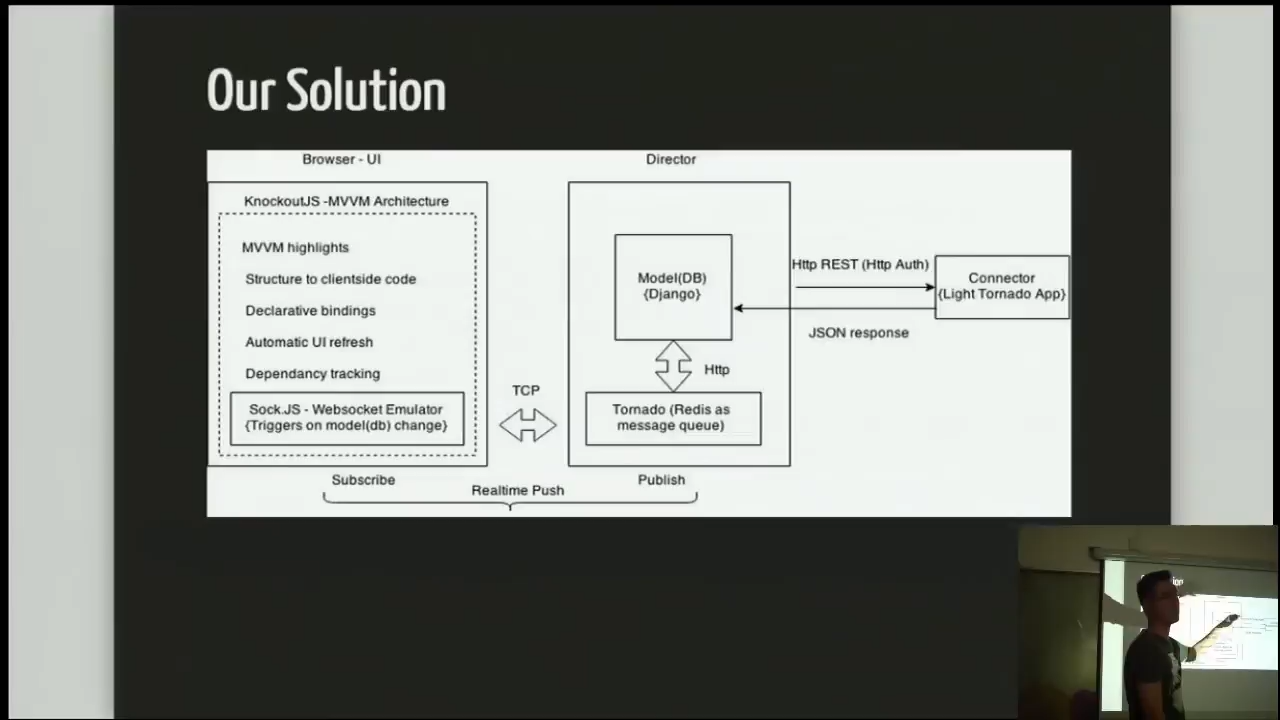 Our Solution
Browser - UI
KnockoutJS -MVVM Architecture
MVVM highlights
Structure to clientside code
Declarative bindings
Automatic UI refresh
Dependancy tracking
Sock.JS - Websocket Emulator
{Triggers on model(db) change}
Subscribe
TCP
Realtime Push
Director
Model(DB)
{Django}
Http
Tornado (Redis as
message queue)
Publish
Http REST (Http Auth)
JSON response
Connector
{Light Tornado App}